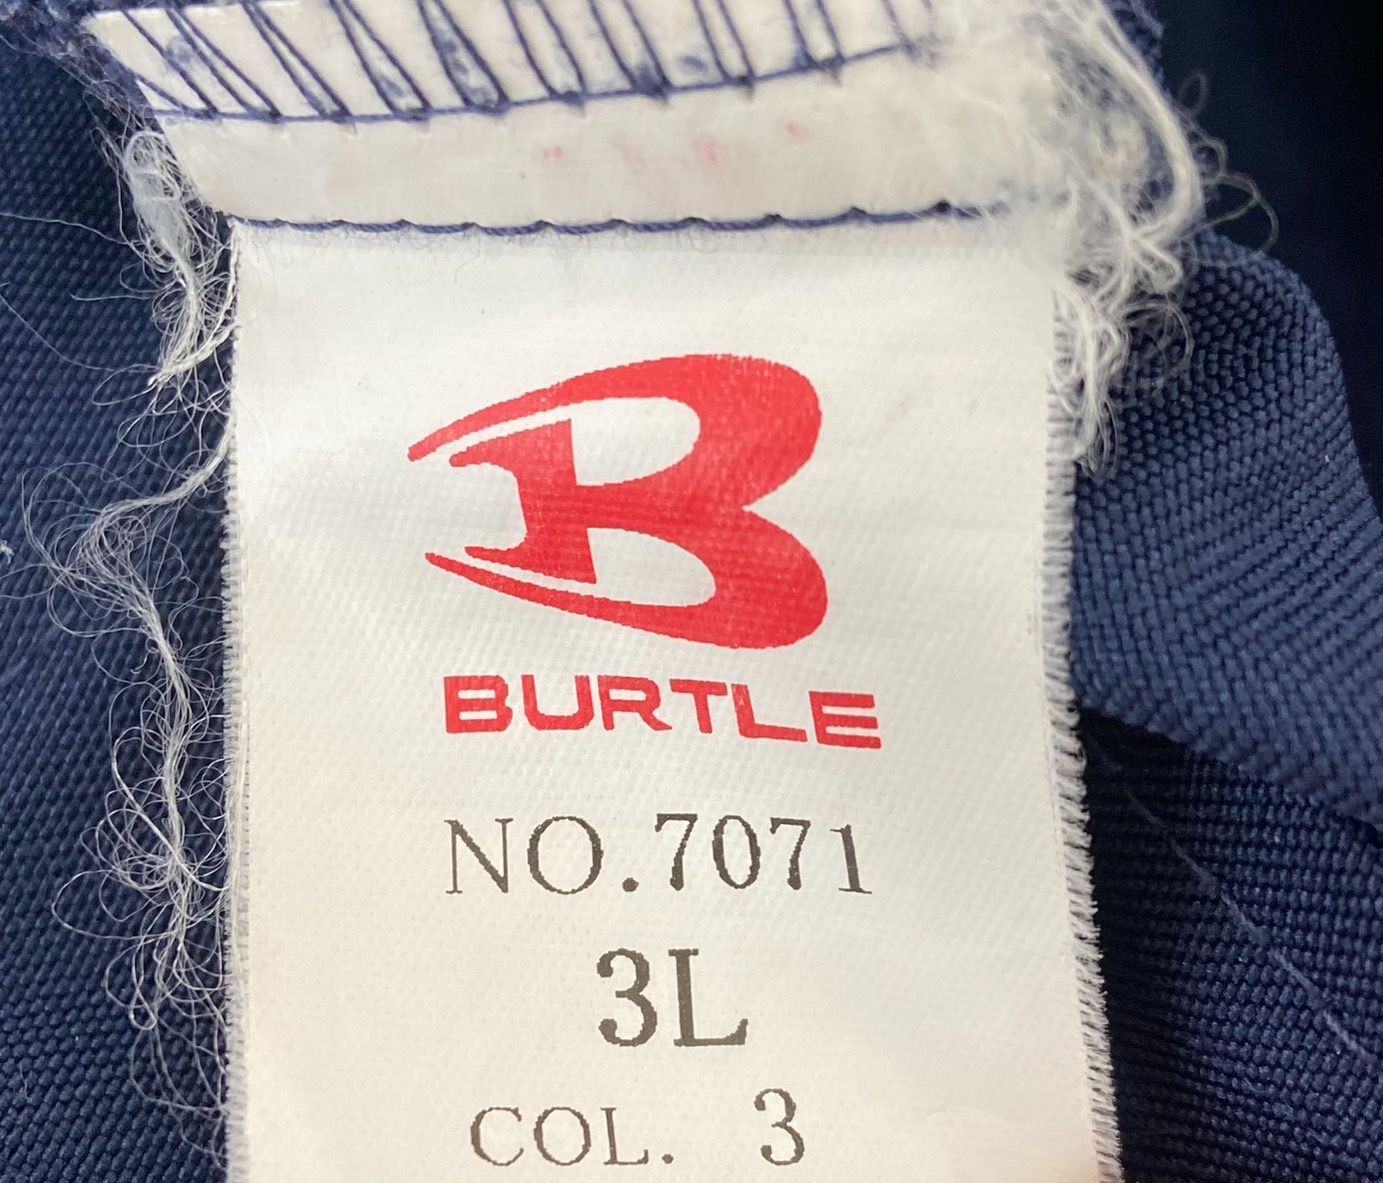 B
BURTLE
NO.7071
3L
COL. 3